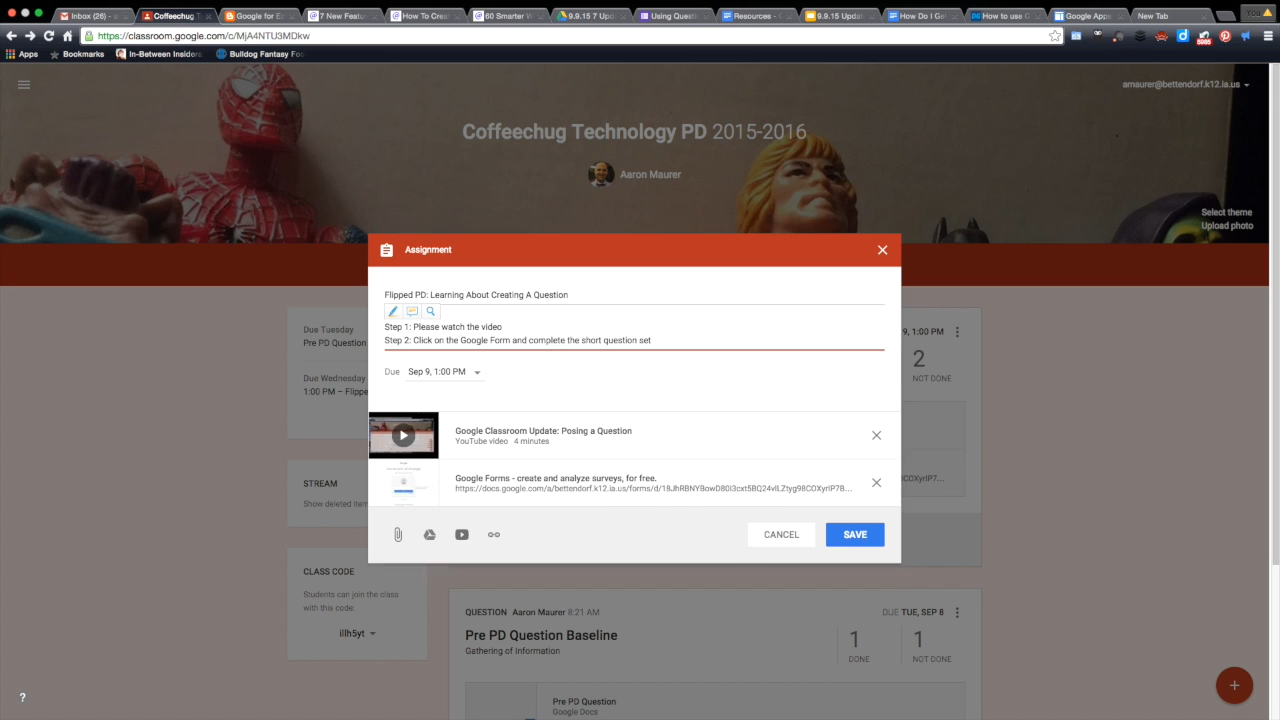 Inbox (50) -
Coffeechug T
Google for E
7 New Featu
How To Crea
60 Smarter W
9.9.15 7 Upd
Using Questi
Resources -
9.9.15 Updat
How Do I Ge
How to use
Google Apps
New Tab
You
https://classroom.google.com/c/MjA4NTU3MDkw
Apps
Bookmarks
In-Between Insiders
Bulldog Fantasy Foo
amaurer@bettendorf.k12.ia.us
Coffeechug Technology PD 2015-2016
Aaron Maurer
Select theme
Upload photo
Assignment
Flipped PD: Learning About Creating A Question
Step 1: Please watch the video
Step 2: Click on the Google Form and complete the short question set
Due Sep 9, 1:00 PM
Google Classroom Update: Posing a Question
YouTube video 4 minutes
Google Forms - create and analyze surveys, for free.
https://docs.google.com/a/bettendorf.k12.ia.us/forms/d/
CANCEL
SAVE
Due Tuesday
Pre PD Question
Due Wednesday
1:00 PM – Flippe
STREAM
Show deleted item
CLASS CODE
Students can join the class
with this code:
illh5yt
9, 1:00 PM
2
NOT DONE
QUESTION Aaron Maurer 8:21 AM
DUE TUE, SEP 8
Pre PD Question Baseline
Gathering of Information
1
DONE
1
NOT DONE
Pre PD Question
Google Docs
?
+